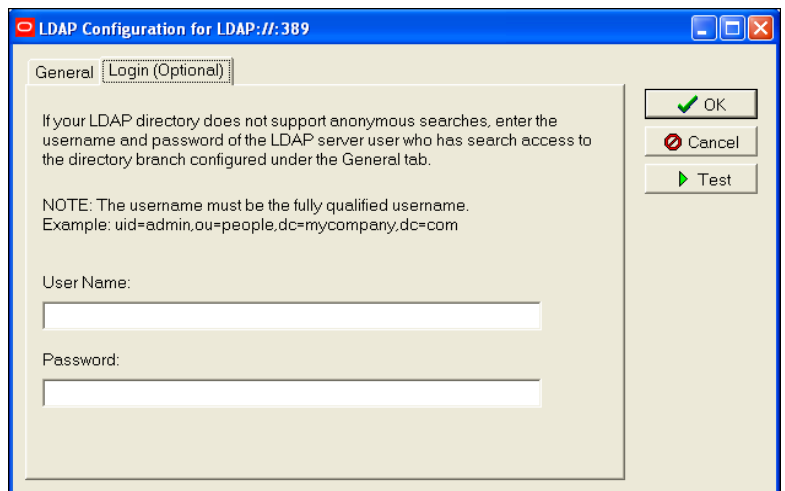 LDAP Configuration for LDAP://:389
General
Login (Optional)
If your LDAP directory does not support anonymous searches, enter the
username and password of the LDAP server user who has search access to
the directory branch configured under the General tab.
NOTE: The username must be the fully qualified username.
Example: uid=admin,ou=people,dc=mycompany,dc=com
User Name:
Password:
OK
Cancel
Test